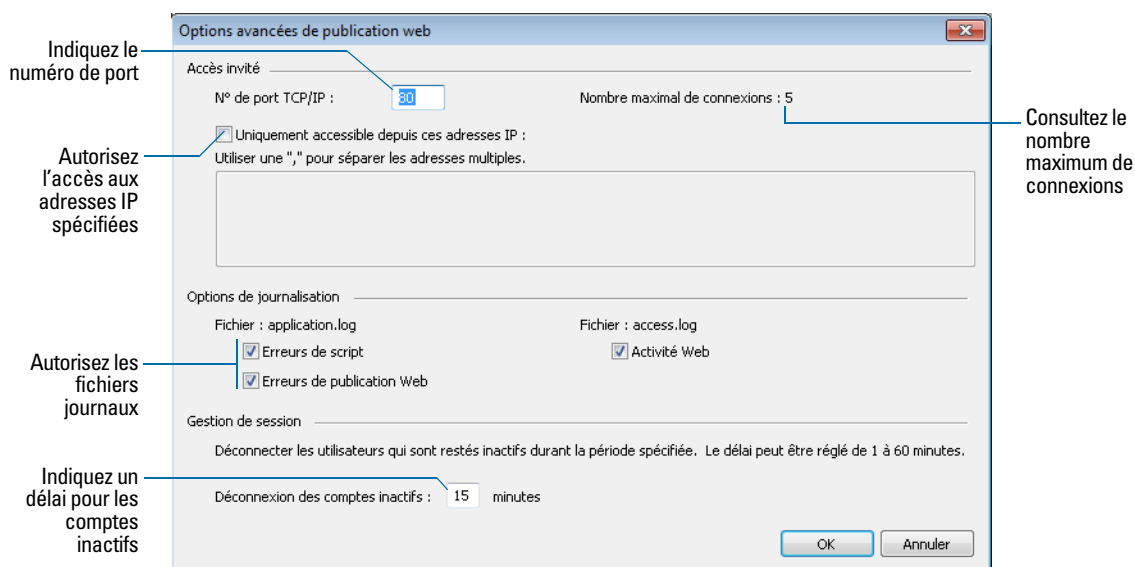 Options avancées de publication web
Indiquez le
numéro de port
Accès invité
N° de port TCP/IP :
80
Nombre maximal de connexions : 5
Consultez le
nombre
maximum de
connexions
Uniquement accessible depuis ces adresses IP :
Utiliser une "," pour séparer les adresses multiples.
Autorisez
l'accès aux
adresses IP
spécifiées
Options de journalisation
Fichier : application.log
Fichier : access.log
Erreurs de script
Activité Web
Erreurs de publication Web
Autorisez les
fichiers
journaux
Gestion de session
Déconnecter les utilisateurs qui sont restés inactifs durant la période spécifiée. Le délai peut être réglé de 1 à 60 minutes.
Indiquez un
délai pour les
comptes
inactifs
Déconnexion des comptes inactifs : 15 minutes
OK
Annuler